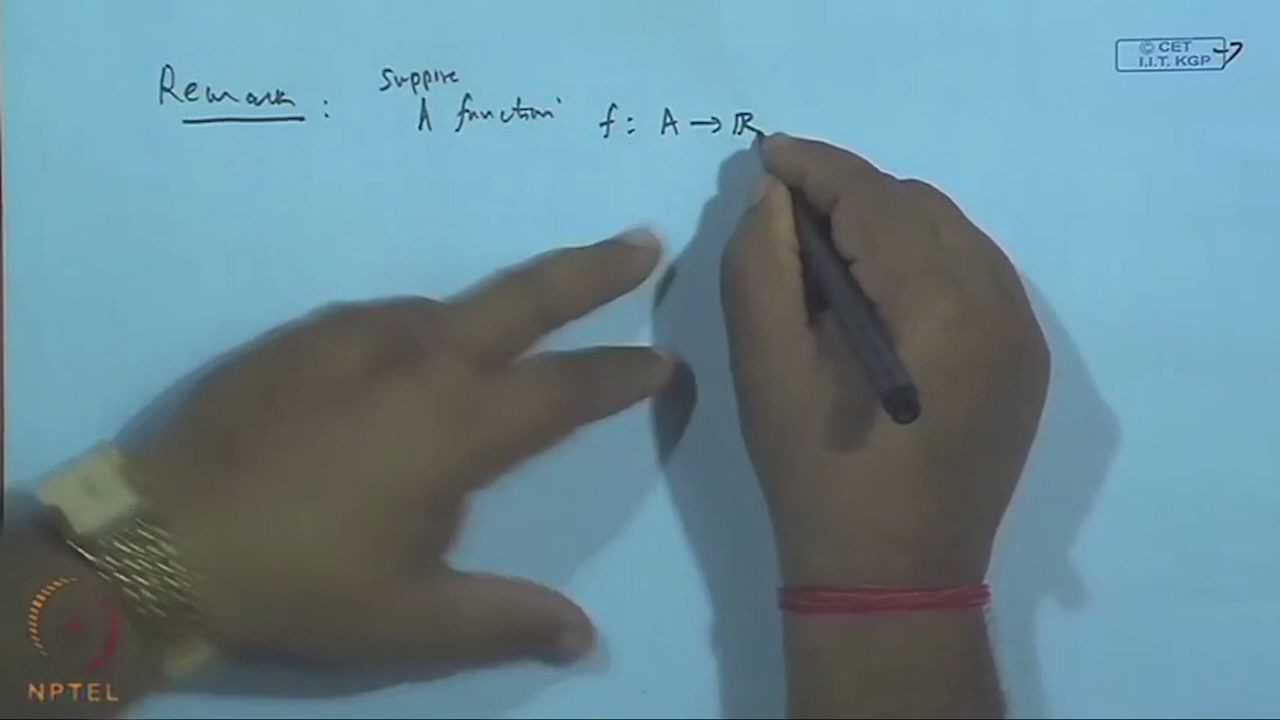 © CET
I.I.T. KGP
Suppose
Remark : A function f : A → ℝ
NPTEL